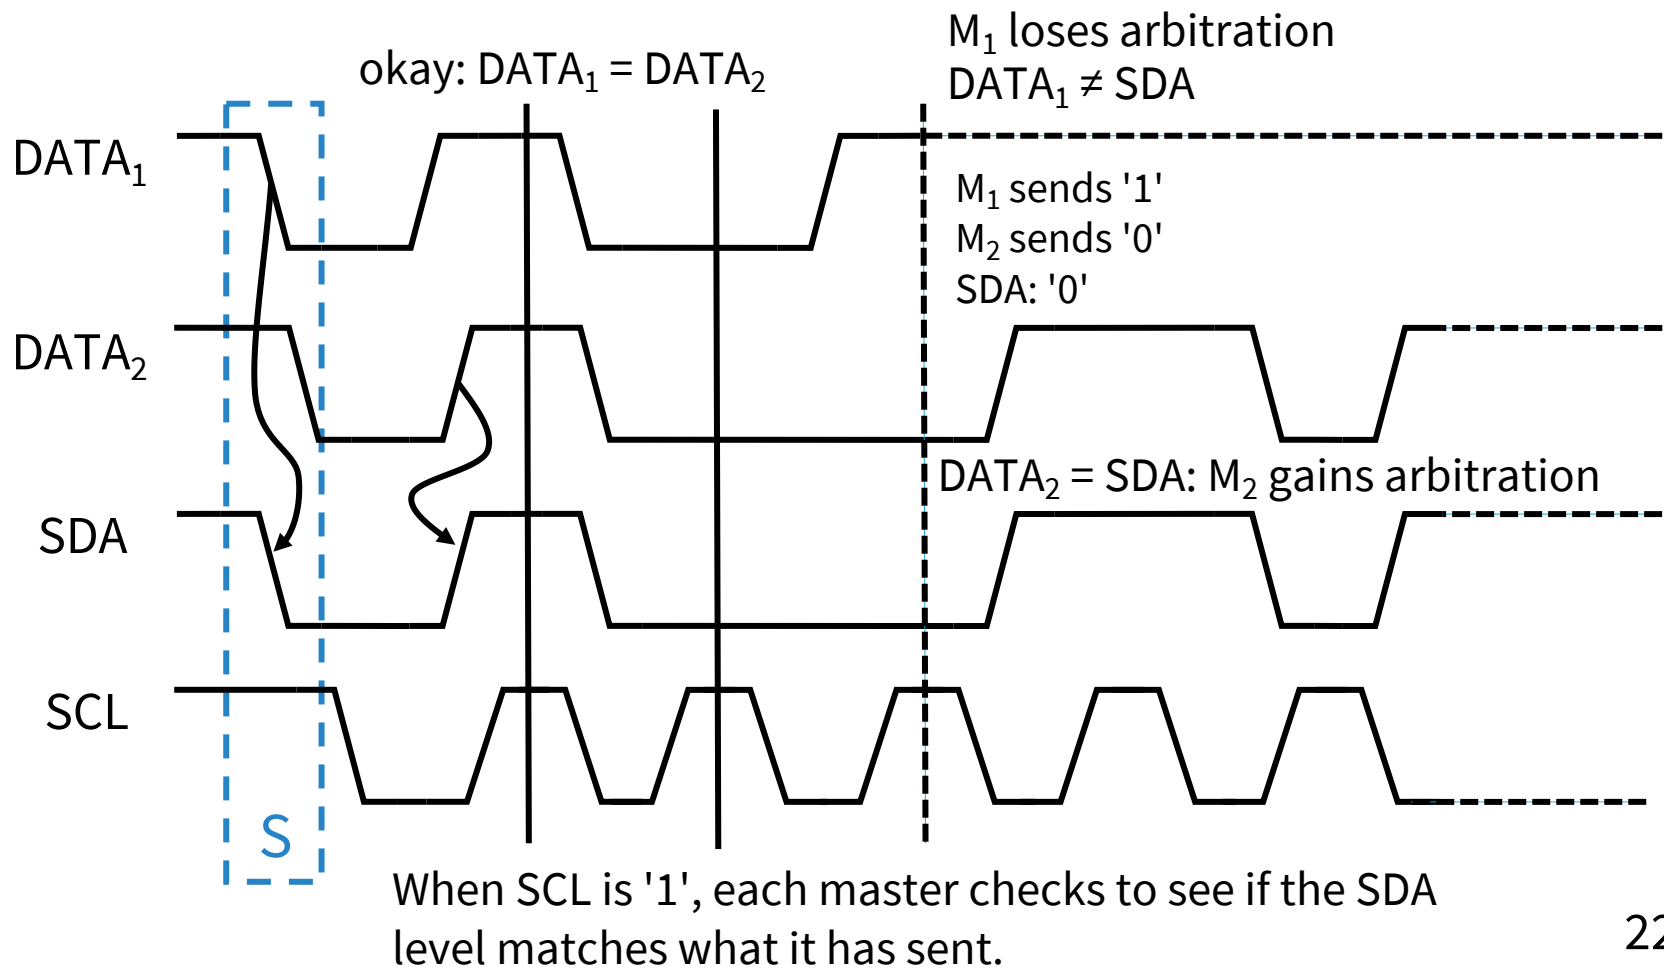 M₁ loses arbitration
okay: DATA₁ = DATA₂
DATA₁ ≠ SDA
DATA₁
M₁ sends '1'
M₂ sends '0'
SDA: '0'
DATA₂
DATA₂ = SDA: M₂ gains arbitration
SDA
SCL
S
When SCL is '1', each master checks to see if the SDA
level matches what it has sent.
22